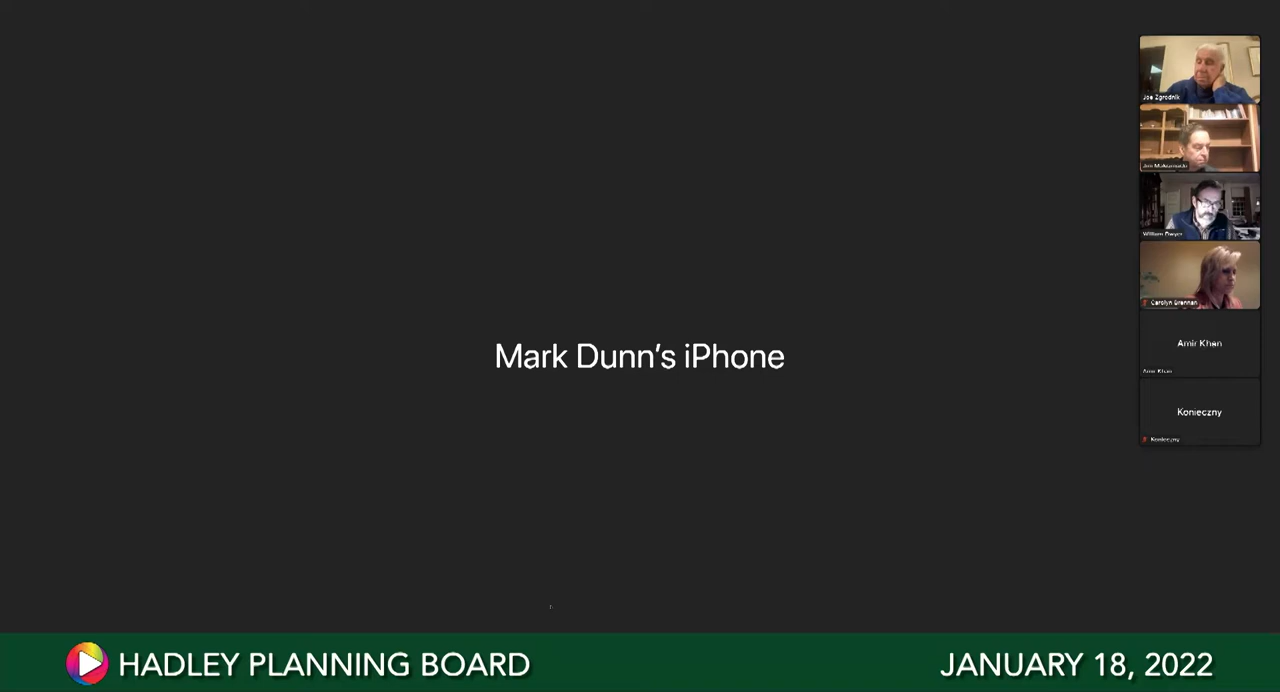 Joe Zgrodnik
William Dwyer
Carolyn Brennan
Amir Khan
Amir Khan
Mark Dunn's iPhone
Konieczny
Konieczny
HADLEY PLANNING BOARD
JANUARY 18, 2022